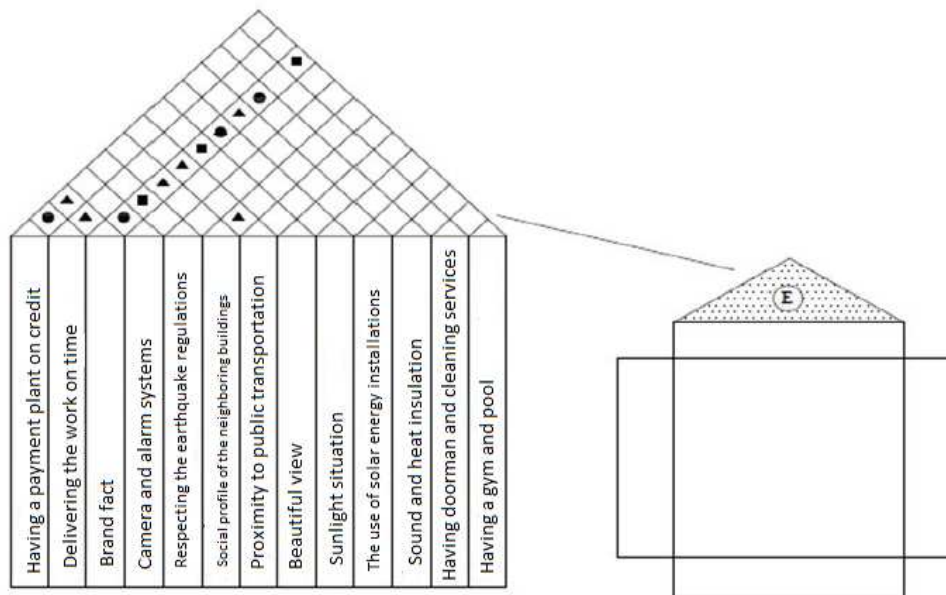 Having a payment plant on credit
Delivering the work on time
Brand fact
Camera and alarm systems
Respecting the earthquake regulations
Social profile of the neighboring buildings
Proximity to public transportation
Beautiful view
Sunlight situation
The use of solar energy installations
Sound and heat insulation
Having doorman and cleaning services
Having a gym and pool
E